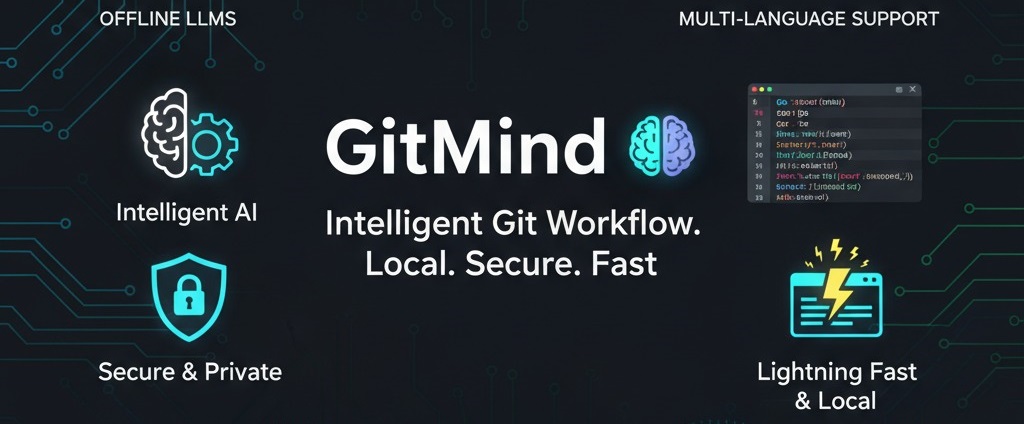 OFFLINE LLMS
MULTI-LANGUAGE SUPPORT
GitMind
Intelligent Git Workflow.
Local. Secure. Fast
Intelligent AI
Secure & Private
Lightning Fast
& Local